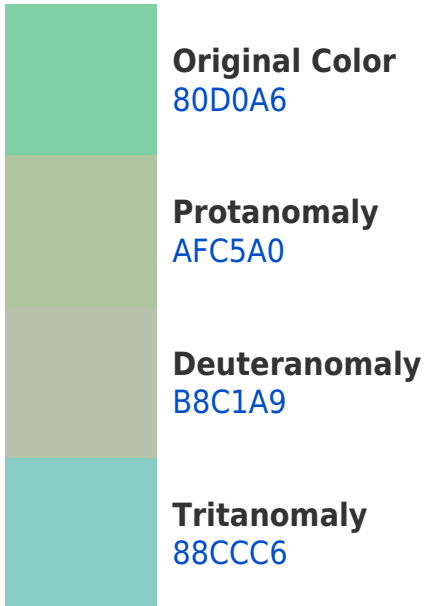 Original Color
80D0A6
Protanomaly
AFC5A0
Deuteranomaly
B8C1A9
Tritanomaly
88CCC6